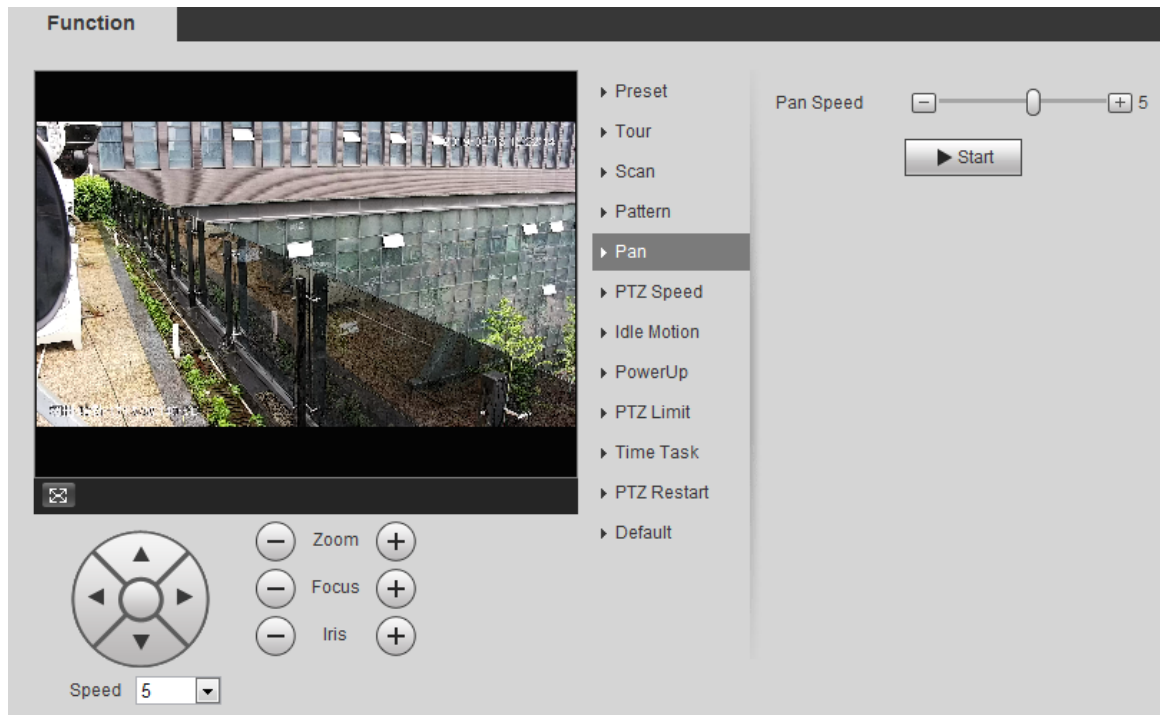 Function
Preset
Tour
Scan
Pattern
Pan
PTZ Speed
Idle Motion
PowerUp
PTZ Limit
Time Task
PTZ Restart
Default
Pan Speed
5
Start
Zoom
Focus
Iris
Speed
5